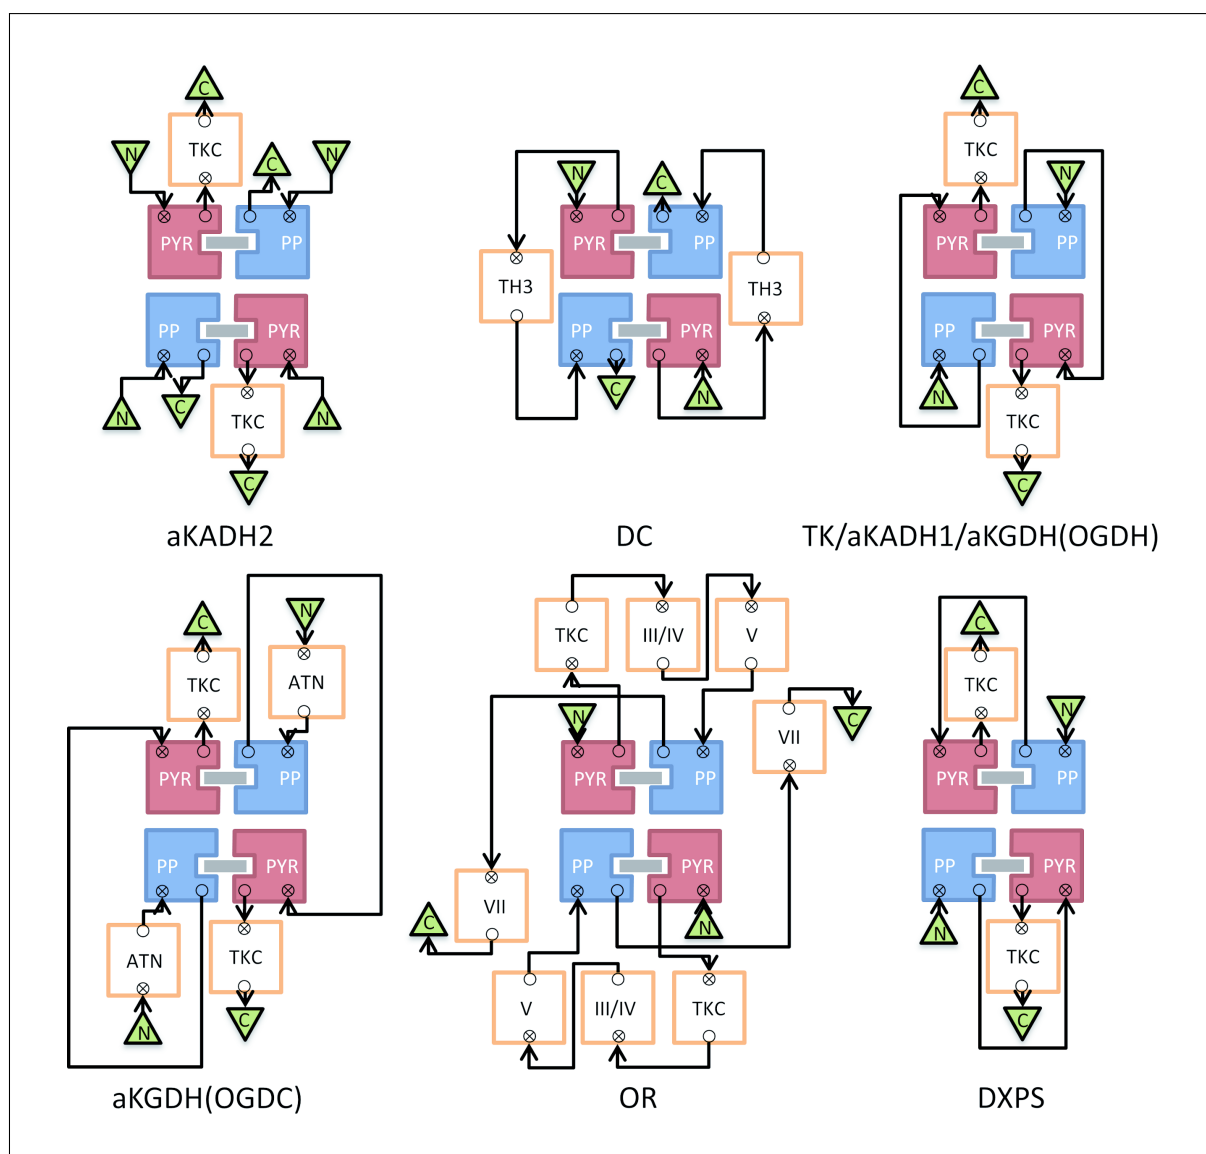 C
N TKC C N
PYR PP
PP PYR
N C TKC N
C
aKADH2
N C
PYR PP
TH3 TH3
PP PYR
C N
DC
C
TKC N
PYR PP
PP PYR
N TKC
C
TK/aKADH1/aKGDH(OGDH)
C N
TKC ATN
PYR PP
PP PYR
ATN TKC
N C
aKGDH(OGDC)
TKC III/IV V
N VII C
PYR PP
PP PYR
C VII N
V III/IV TKC
OR
C
TKC N
PYR PP
PP PYR
N TKC
C
DXPS